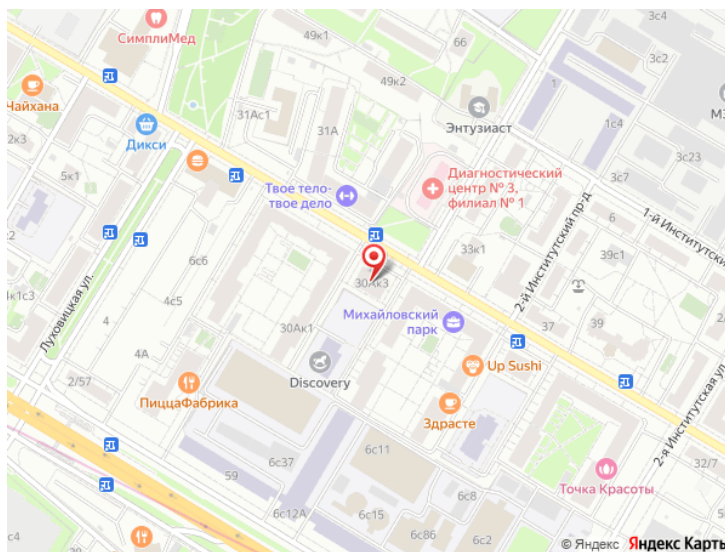 3с4
49к1
66
СимплиМед
3с2
49к2
Чайхана
1
Энтузиаст
31Ас1
1с4
31А
2к3
Дикси
3с23
Диагностический
центр № 3,
филиал № 1
5к1
3с7
Твое тело-
твое дело
1-й Институтский
6
2-й Институтский пр-д
33к1
39с1
6с6
30Ак3
4с5
Луховицкая ул.
4
Михайловский
парк
37
39
30Ак1
4А
Up Sushi
Discovery
2/57
ПиццаФабрика
Здрасте
2-я Институтская ул.
6с11
6с37
59
32/7
Точка Красоты
6с8
6с12А
6с15
6с86
6с2
с4
© Яндекс Яндекс Карты